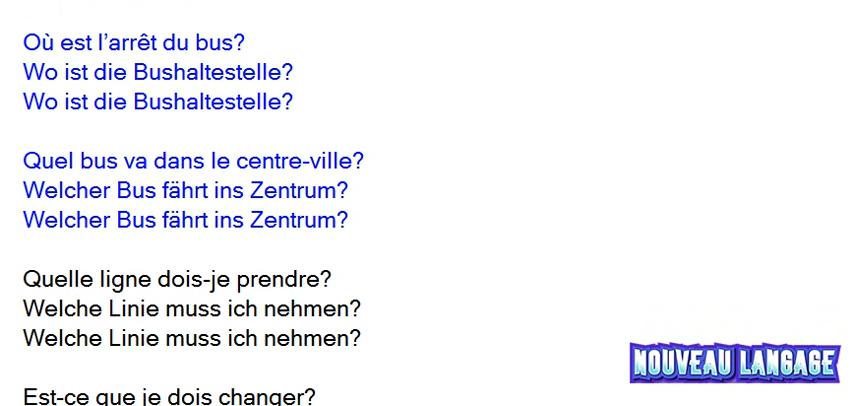 Où est l’arrêt du bus?
Wo ist die Bushaltestelle?
Wo ist die Bushaltestelle?
Quel bus va dans le centre-ville?
Welcher Bus fährt ins Zentrum?
Welcher Bus fährt ins Zentrum?
Quelle ligne dois-je prendre?
Welche Linie muss ich nehmen?
Welche Linie muss ich nehmen?
NOUVEAU LANGAGE
Est-ce que je dois changer?